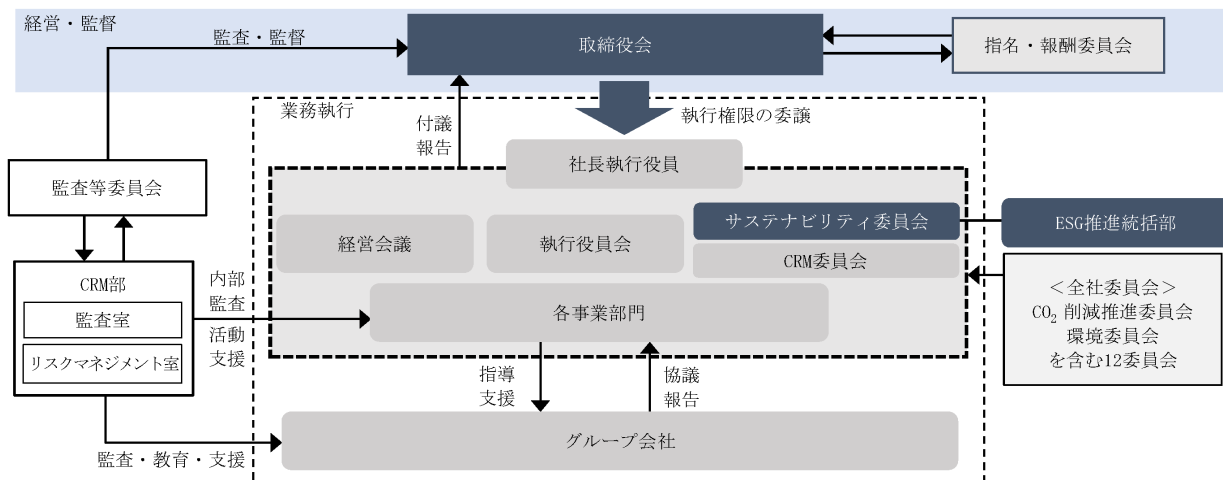 経営・監督
監査・監督
取締役会
指名・報酬委員会
業務執行
付議
報告
執行権限の委譲
社長執行役員
監査等委員会
経営会議
執行役員会
サステナビリティ委員会
ESG推進統括部
CRM委員会
CRM部
監査室
リスクマネジメント室
内部
監査
活動
支援
各事業部門
＜全社委員会＞
CO₂ 削減推進委員会
環境委員会
を含む12委員会
指導
支援
協議
報告
グループ会社
監査・教育・支援